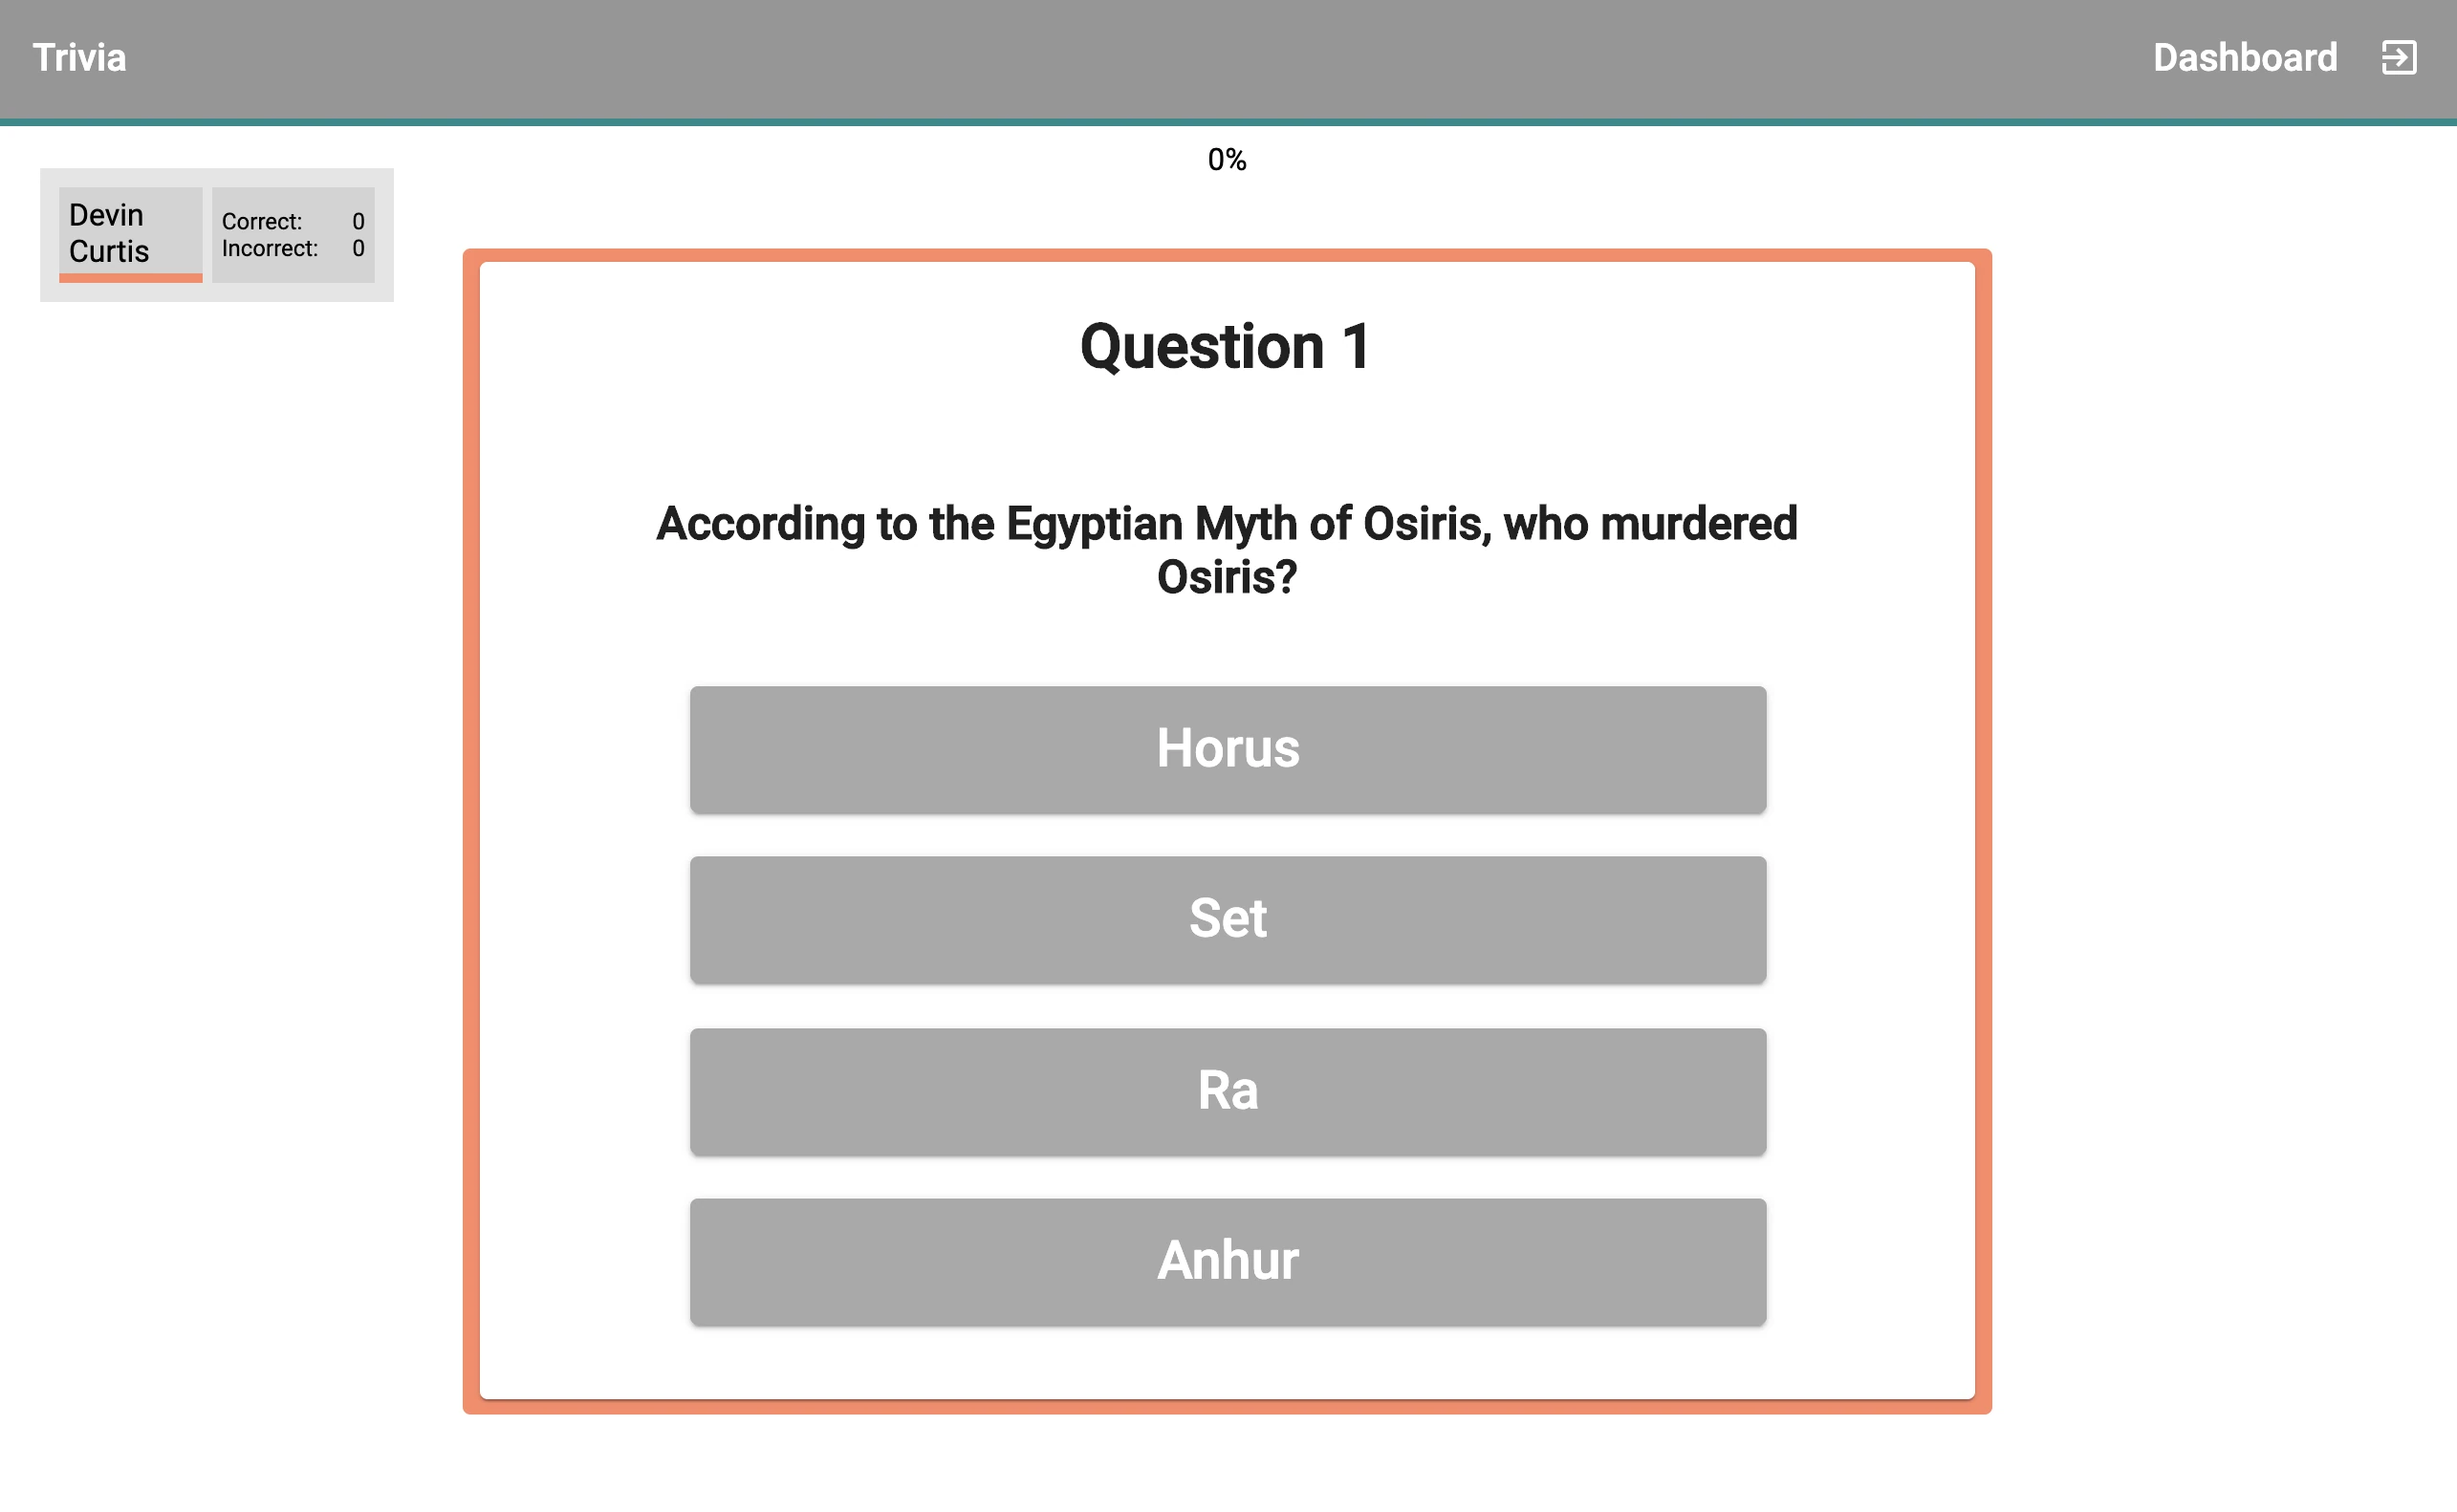 Trivia
Dashboard
0%
Devin
Curtis
Correct: 0
Incorrect: 0
Question 1
According to the Egyptian Myth of Osiris, who murdered
Osiris?
Horus
Set
Ra
Anhur